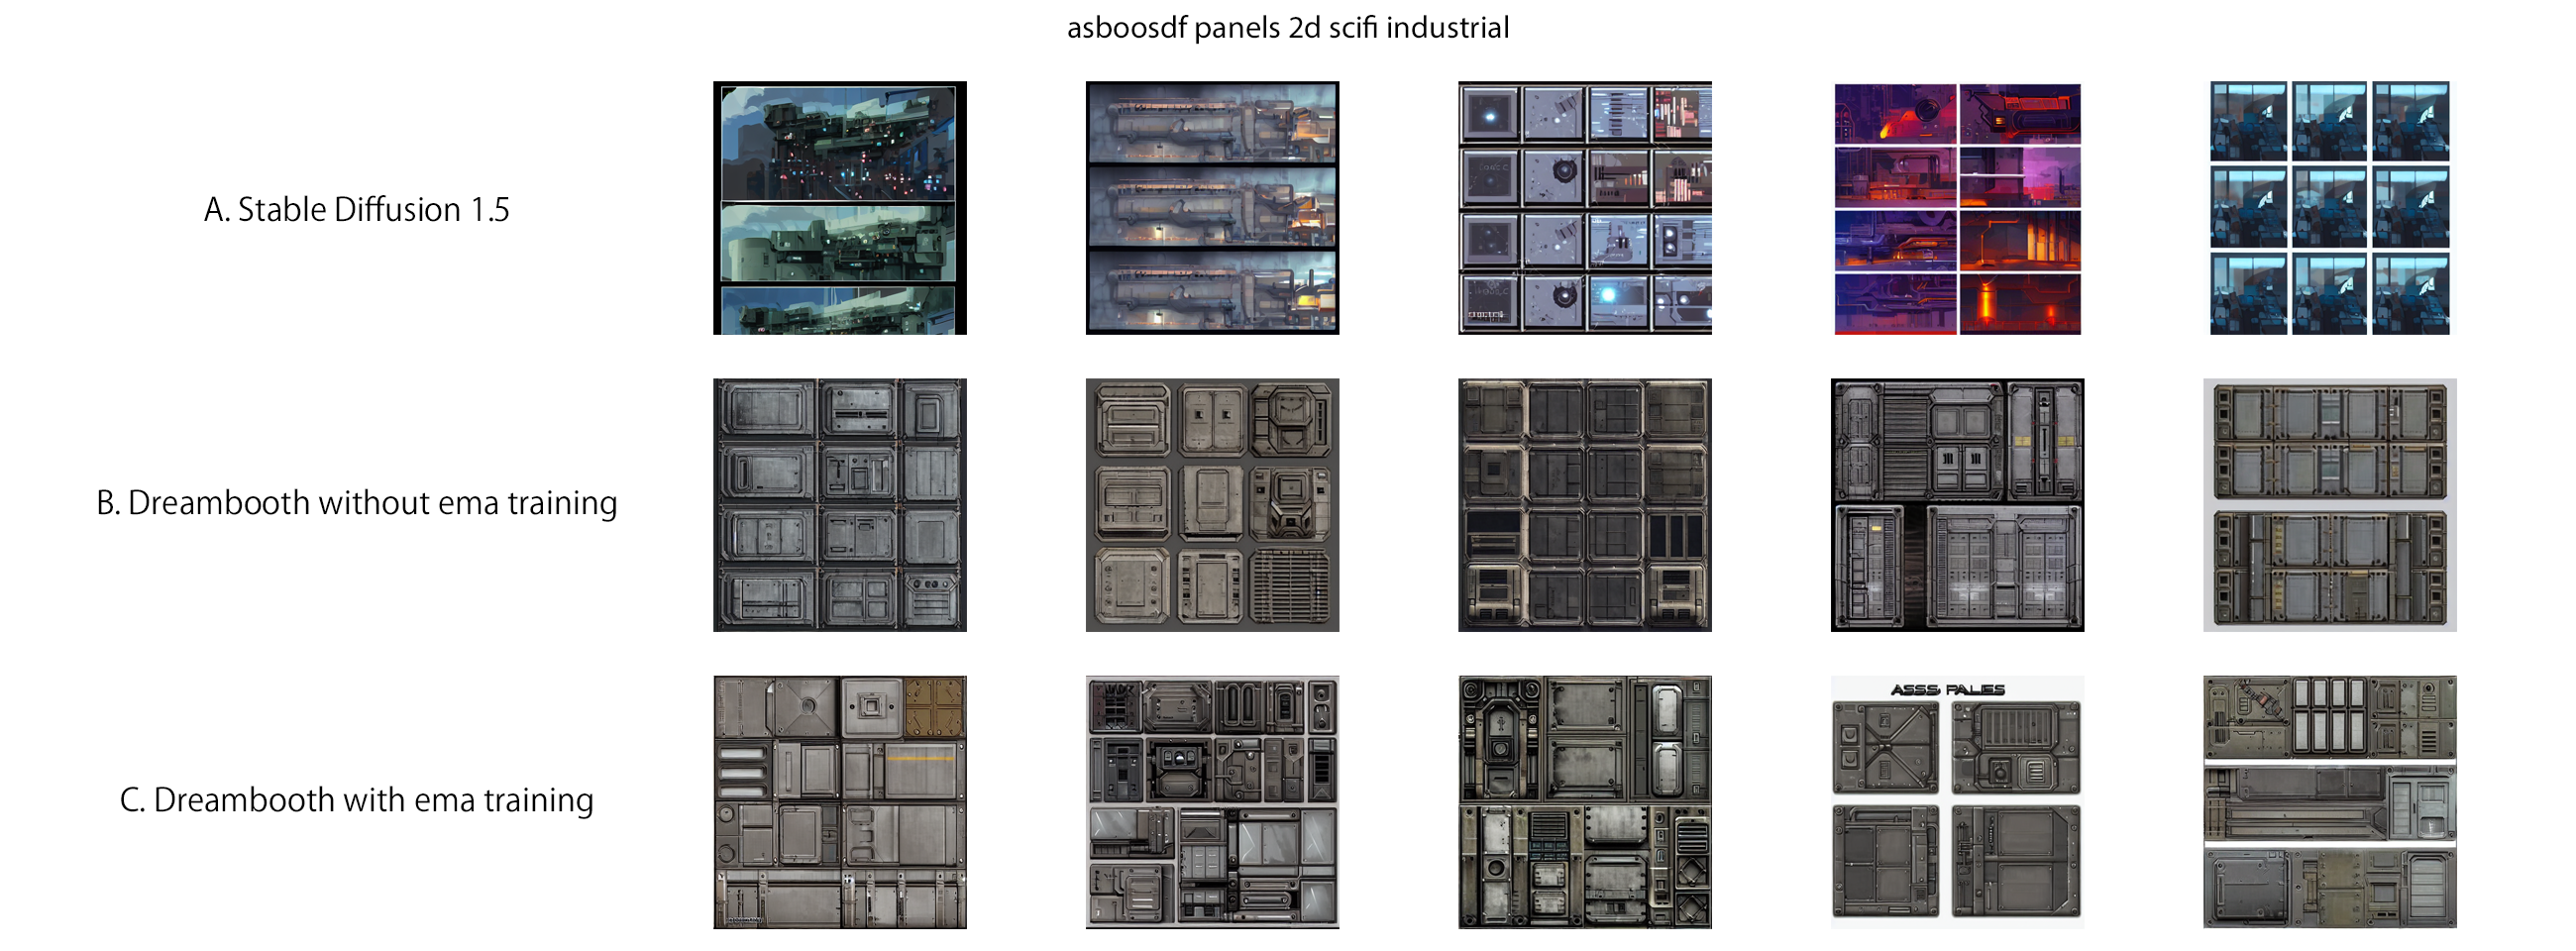 asboosdf panels 2d scifi industrial
A. Stable Diffusion 1.5
B. Dreambooth without ema training
C. Dreambooth with ema training
ASSS PALES